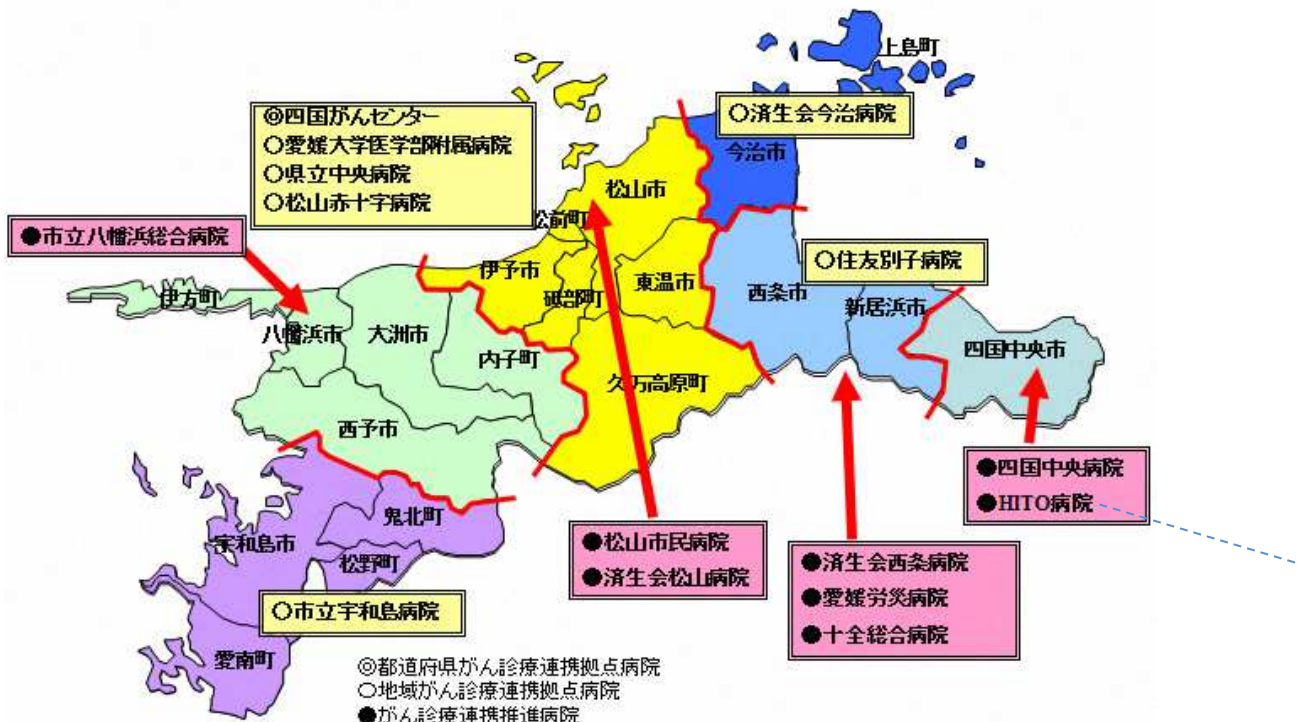 上島町
◎四国がんセンター
○愛媛大学医学部附属病院
○県立中央病院
○松山赤十字病院
○済生会今治病院
今治市
松山市
松前町
●市立八幡浜総合病院
○住友別子病院
伊予市
砥部町
東温市
西条市
新居浜市
伊方町
八幡浜市
大洲市
内子町
久万高原町
四国中央市
西予市
●四国中央病院
●HITO病院
鬼北町
宇和島市
松野町
●松山市民病院
●済生会松山病院
●済生会西条病院
●愛媛労災病院
●十全総合病院
○市立宇和島病院
愛南町
◎都道府県がん診療連携拠点病院
○地域がん診療連携拠点病院
●がん診療連携推進病院